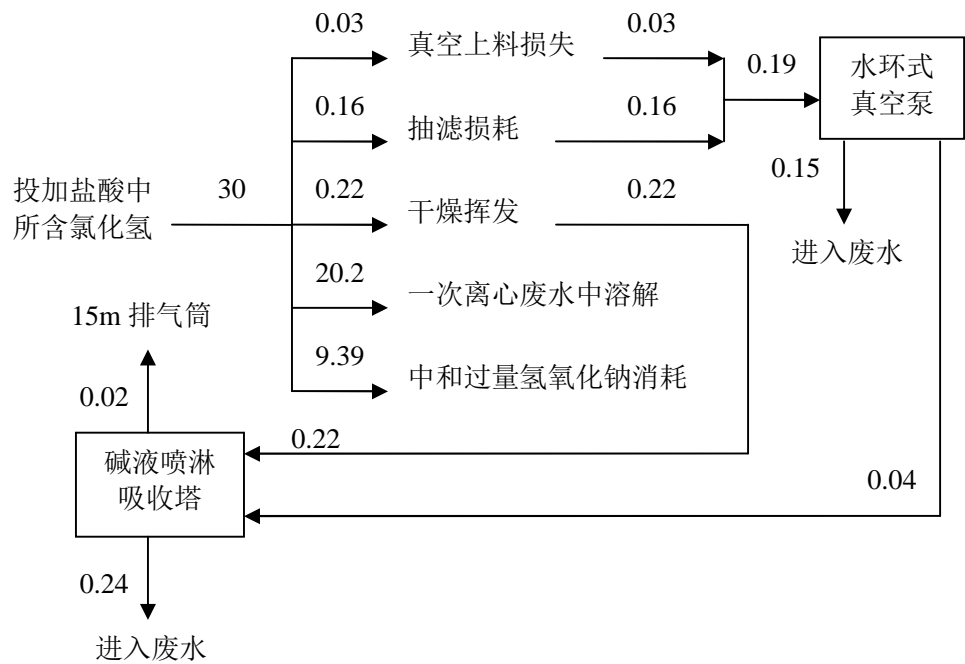 0.03
真空上料损失
0.03
0.19
水环式
真空泵
0.16
抽滤损耗
0.16
0.15
进入废水
投加盐酸中
所含氯化氢
30
0.22
干燥挥发
0.22
20.2
一次离心废水中溶解
9.39
中和过量氢氧化钠消耗
15m 排气筒
0.02
0.22
碱液喷淋
吸收塔
0.04
0.24
进入废水